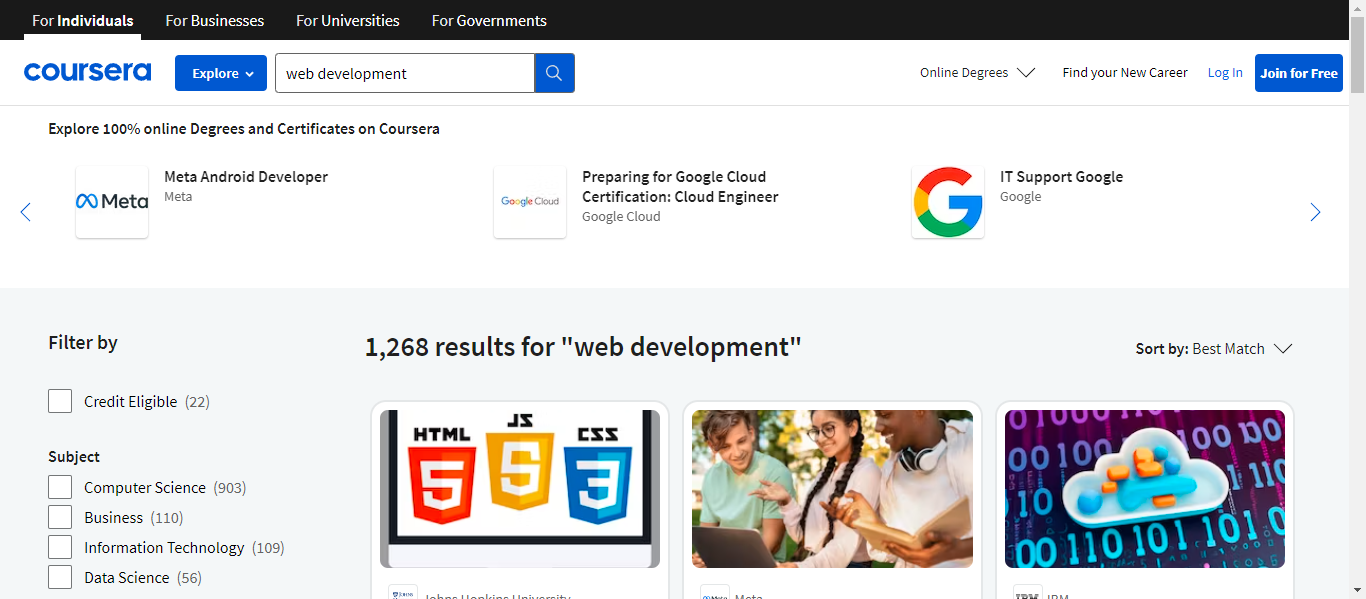 For Individuals For Businesses For Universities For Governments
coursera Explore web development Online Degrees Find your New Career Log In Join for Free
Explore 100% online Degrees and Certificates on Coursera
Meta
Meta Android Developer
Meta
Google Cloud
Preparing for Google Cloud
Certification: Cloud Engineer
Google Cloud
IT Support Google
Google
Filter by
1,268 results for "web development"
Sort by: Best Match
Credit Eligible (22)
Subject
Computer Science (903)
Business (110)
Information Technology (109)
Data Science (56)
HTML JS CSS
5 5 3
Johns Hopkins University
Meta
IBM IBM